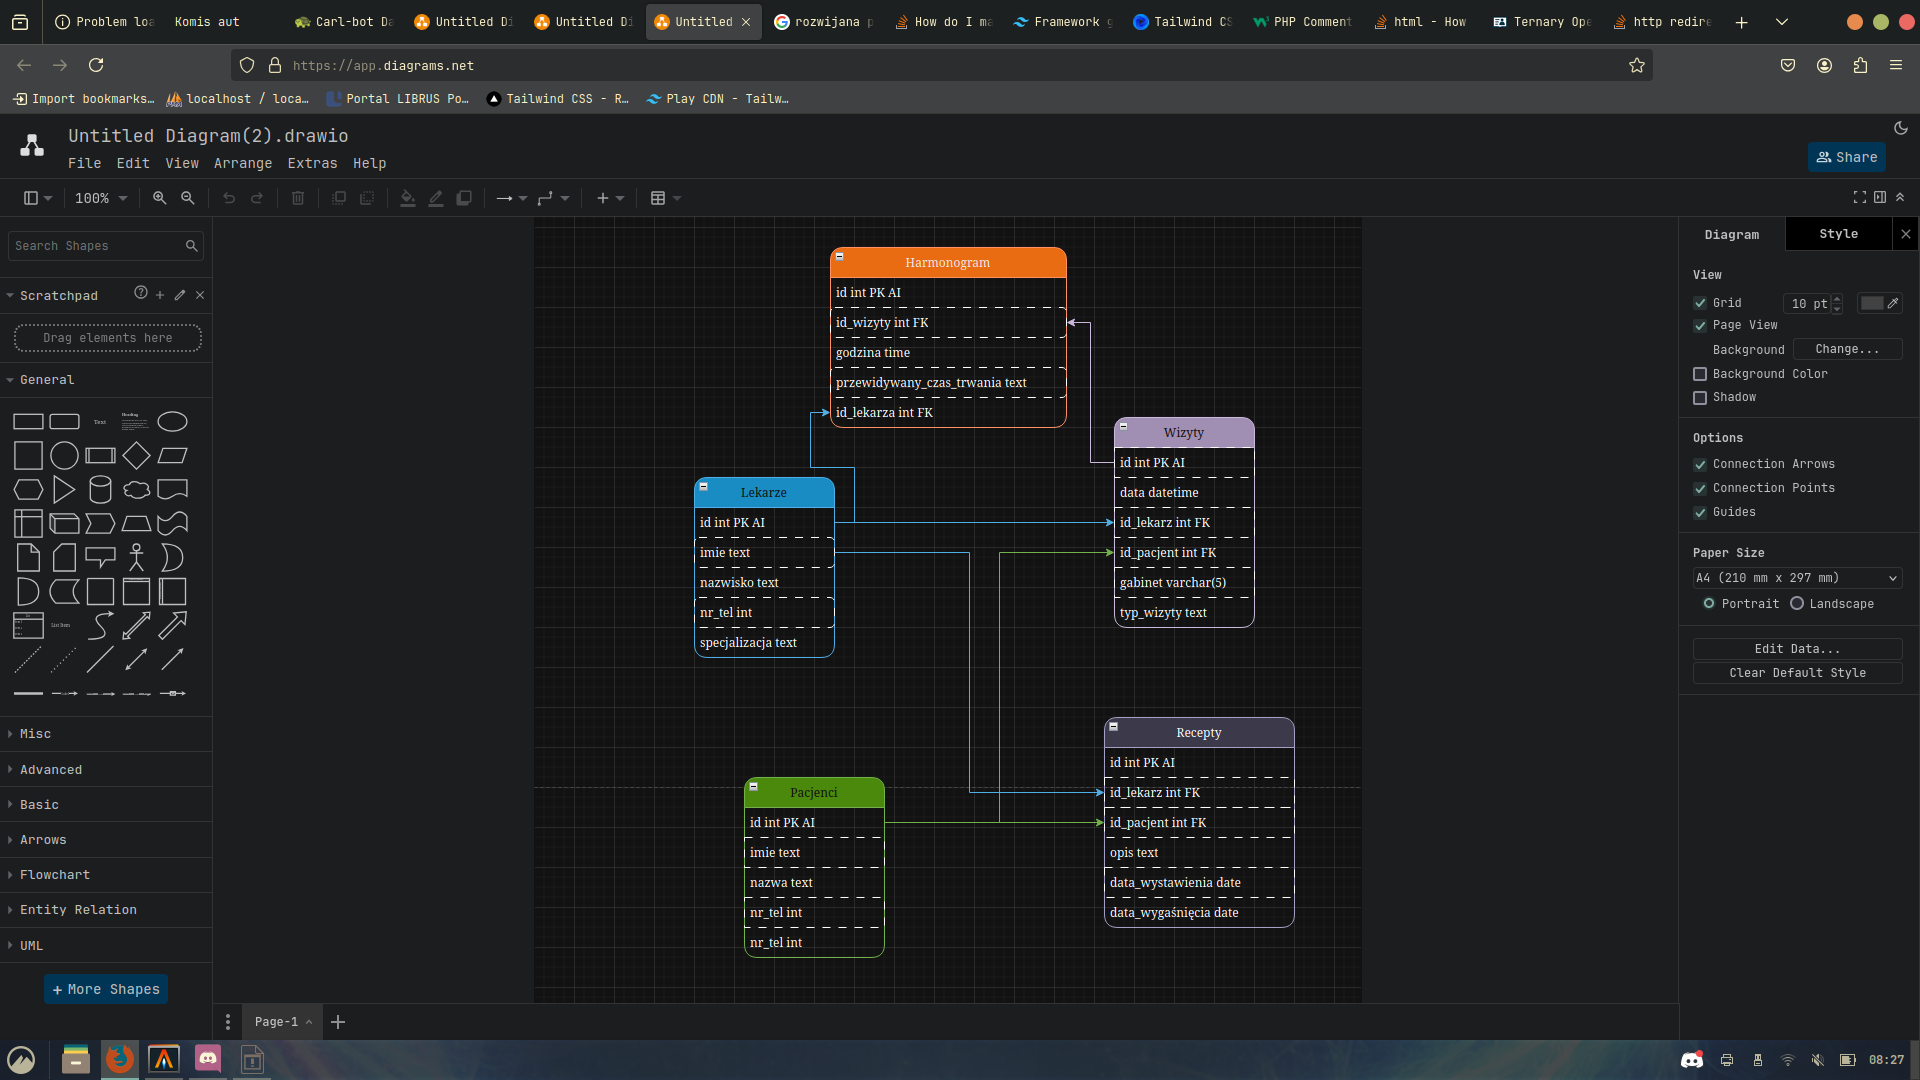 Problem loa
Komis aut
Carl-bot Da
Untitled Di
Untitled Di
Untitled
rozwijana p
How do I ma
Framework g
Tailwind CS
PHP Comment
html - How
Ternary Ope
http redire
https://app.diagrams.net
Import bookmarks…
localhost / loca…
Portal LIBRUS Po…
Tailwind CSS - R…
Play CDN - Tailw…
Untitled Diagram(2).drawio
File Edit View Arrange Extras Help
Share
100%
Search Shapes
Scratchpad
Drag elements here
General
Text
Heading
List Item
Misc
Advanced
Basic
Arrows
Flowchart
Entity Relation
UML
+ More Shapes
Harmonogram
id int PK AI
id_wizyty int FK
godzina time
przewidywany_czas_trwania text
id_lekarza int FK
Wizyty
id int PK AI
data datetime
id_lekarz int FK
id_pacjent int FK
gabinet varchar(5)
typ_wizyty text
Lekarze
id int PK AI
imie text
nazwisko text
nr_tel int
specjalizacja text
Recepty
id int PK AI
id_lekarz int FK
id_pacjent int FK
opis text
data_wystawienia date
data_wygaśnięcia date
Pacjenci
id int PK AI
imie text
nazwa text
nr_tel int
nr_tel int
Diagram
Style
View
Grid
10 pt
Page View
Background
Change...
Background Color
Shadow
Options
Connection Arrows
Connection Points
Guides
Paper Size
A4 (210 mm x 297 mm)
Portrait
Landscape
Edit Data...
Clear Default Style
Page-1
08:27